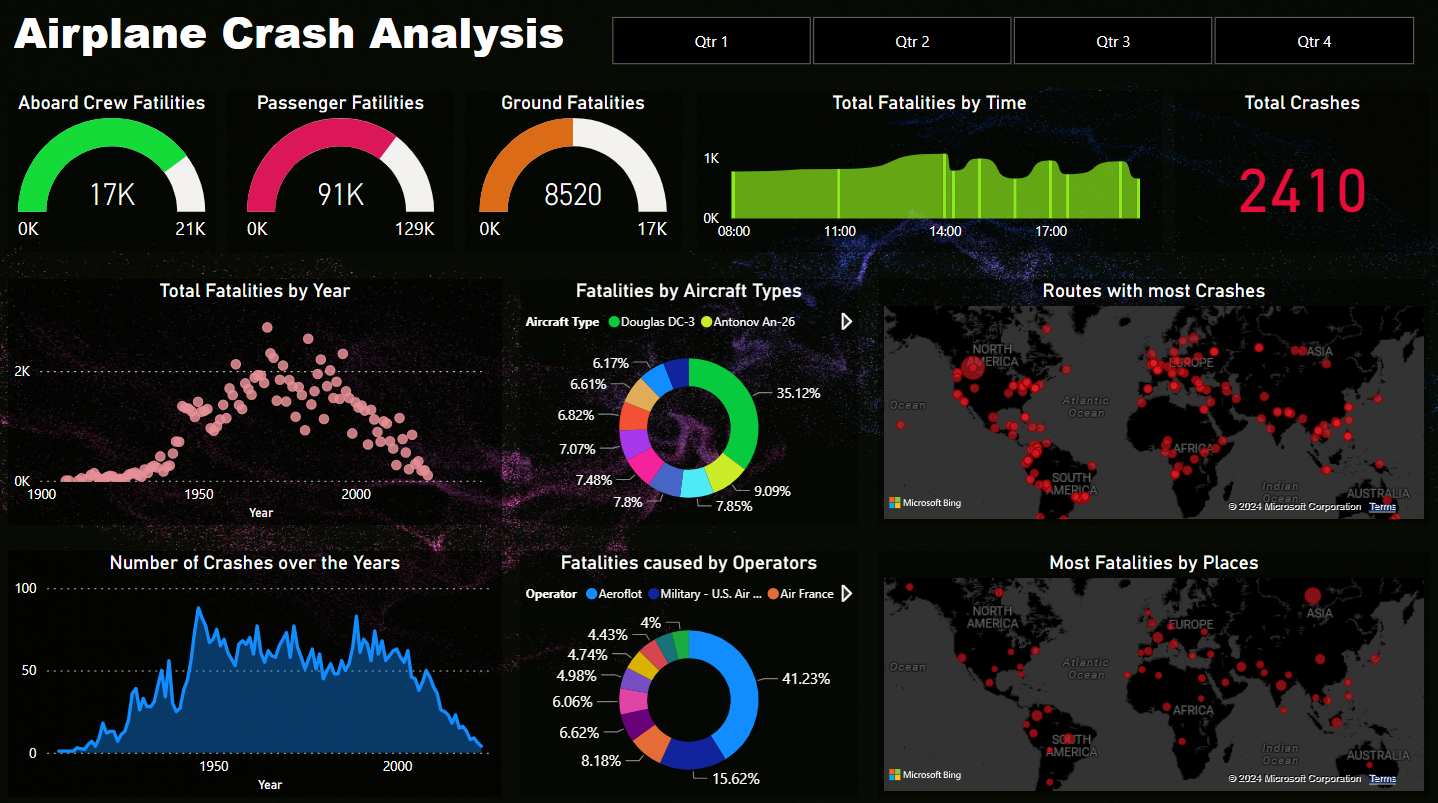 Airplane Crash Analysis
Qtr 1
Qtr 2
Qtr 3
Qtr 4
Aboard Crew Fatilities
17K
0K
21K
Passenger Fatilities
91K
0K
129K
Ground Fatalities
8520
0K
17K
Total Fatalities by Time
1K
0K
08:00
11:00
14:00
17:00
Total Crashes
2410
Total Fatalities by Year
2K
0K
1900
1950
2000
Year
Fatalities by Aircraft Types
Aircraft Type
Douglas DC-3
Antonov An-26
6.17%
6.61%
6.82%
7.07%
7.48%
7.8%
35.12%
9.09%
7.85%
Routes with most Crashes
NORTH
AMERICA
EUROPE
ASIA
Ocean
Atlantic
Ocean
AFRICA
SOUTH
AMERICA
Indian
Ocean
AUSTRALIA
Microsoft Bing
© 2024 Microsoft Corporation Terms
Number of Crashes over the Years
100
50
0
1950
2000
Year
Fatalities caused by Operators
Operator
Aeroflot
Military - U.S. Air ...
Air France
4%
4.43%
4.74%
4.98%
6.06%
6.62%
8.18%
41.23%
15.62%
Most Fatalities by Places
NORTH
AMERICA
EUROPE
ASIA
Ocean
Atlantic
Ocean
AFRICA
SOUTH
AMERICA
Indian
Ocean
AUSTRALIA
Microsoft Bing
© 2024 Microsoft Corporation Terms